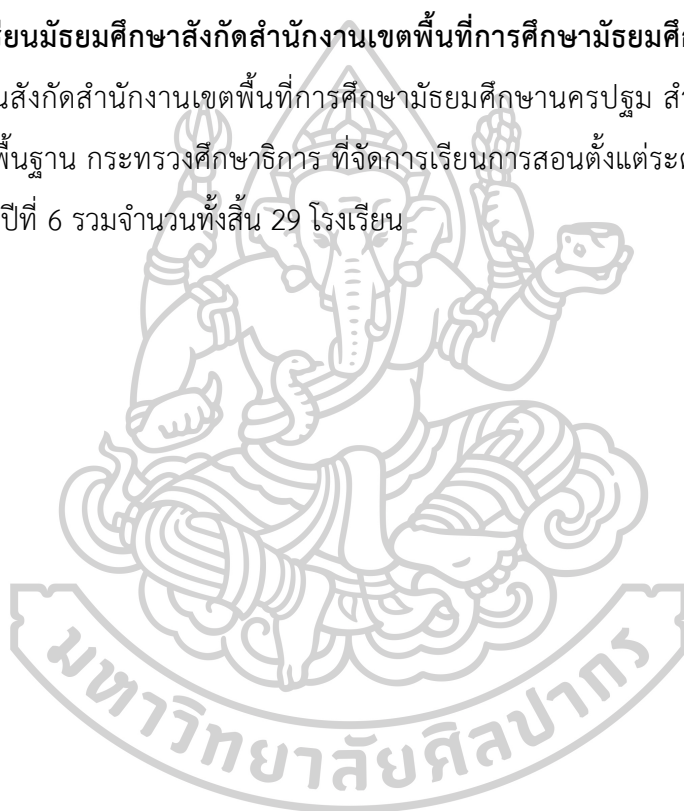 รียนมัธยมศึกษาสังกัดสำนักงานเขตพื้นที่การศึกษามัธยมศึก
นสังกัดสำนักงานเขตพื้นที่การศึกษามัธยมศึกษานครปฐม สำ
พื้นฐาน กระทรวงศึกษาธิการ ที่จัดการเรียนการสอนตั้งแต่ระด
ปีที่ 6 รวมจำนวนทั้งสิ้น 29 โรงเรียน
มหาวิทยาลัยศิลปากร